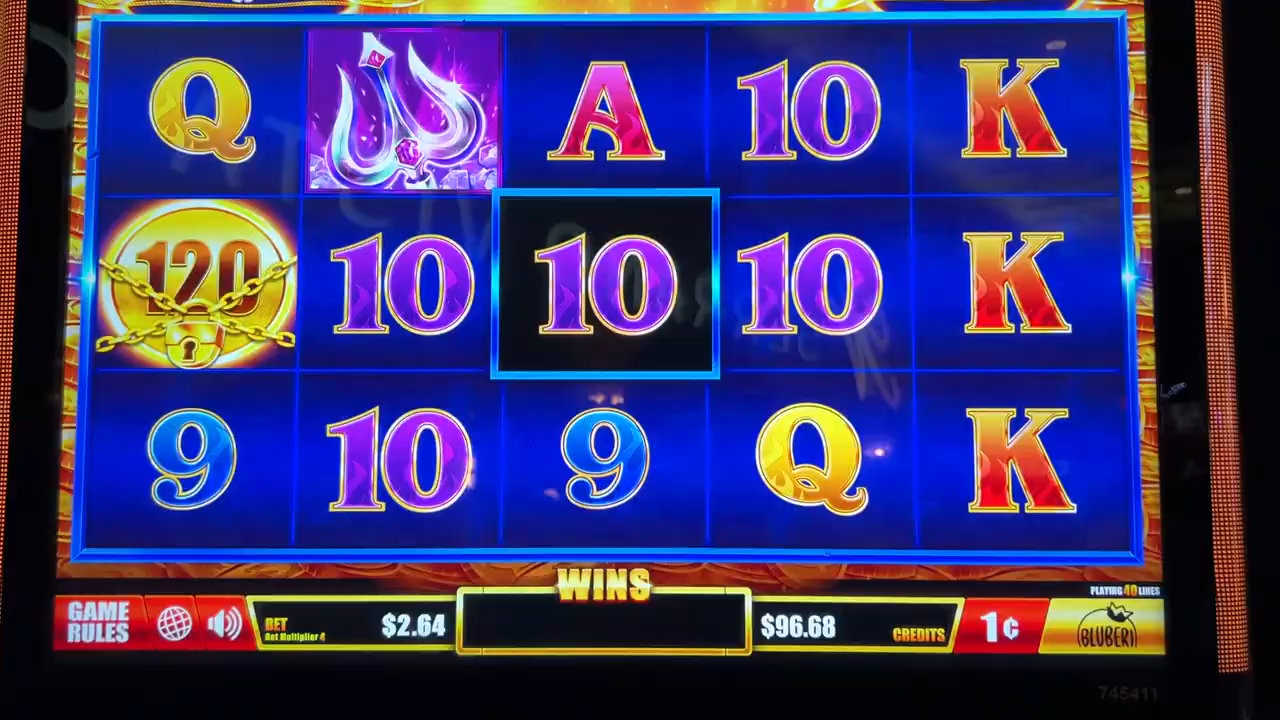 Q A 10 K
120 10 10 10 K
9 10 9 Q K
WINS
PLAYING 40 LINES
GAME RULES
BET $2.64
Bet Multiplier 4
$96.68 CREDITS
1¢
BLUBERI
745411